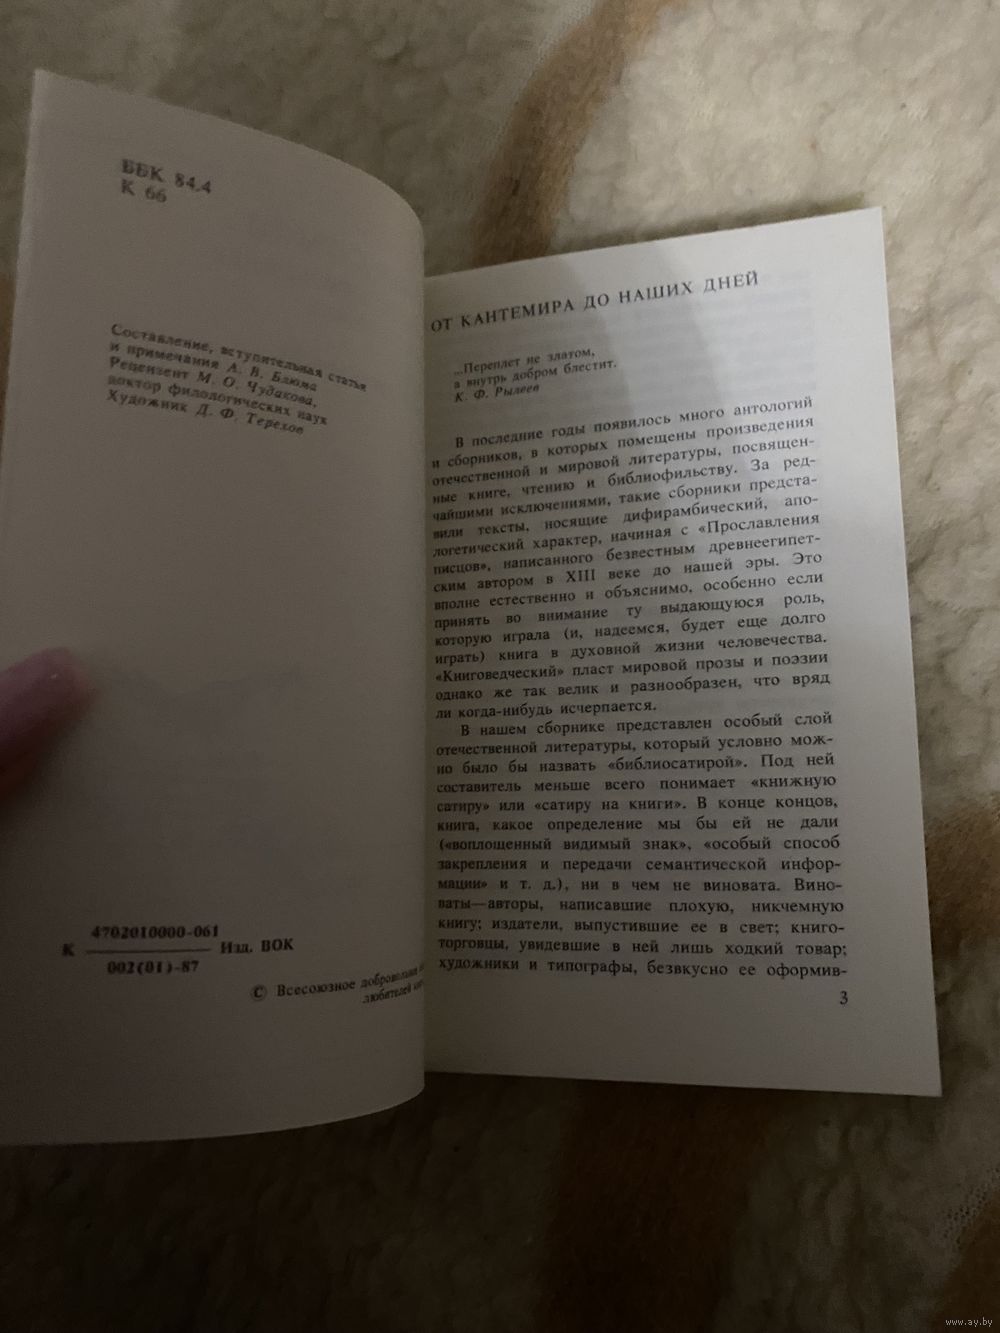 ББК 84.4
К 66
Составление, вступительная статья
и примечания А. В. Блюма
Рецензент М. О. Чудакова,
доктор филологических наук
Художник Д. Ф. Терехов
К 4702010000-061
002(01)-87 Изд. ВОК
© Всесоюзное добровольное
любителей
ОТ КАНТЕМИРА ДО НАШИХ ДНЕЙ
...Переплет не златом,
а внутрь добром блестит.
К. Ф. Рылеев
В последние годы появилось много антологий
и сборников, в которых помещены произведения
отечественной и мировой литературы, посвящен-
ные книге, чтению и библиофильству. За ред-
чайшими исключениями, такие сборники предста-
вили тексты, носящие дифирамбический, апо-
логетический характер, начиная с «Прославления
писцов», написанного безвестным древнеегипет-
ским автором в XIII веке до нашей эры. Это
вполне естественно и объяснимо, особенно если
принять во внимание ту выдающуюся роль,
которую играла (и, надеемся, будет еще долго
играть) книга в духовной жизни человечества.
«Книговедческий» пласт мировой прозы и поэзии
однако же так велик и разнообразен, что вряд
ли когда-нибудь исчерпается.
В нашем сборнике представлен особый слой
отечественной литературы, который условно мож-
но было бы назвать «библиосатирой». Под ней
составитель меньше всего понимает «книжную
сатиру» или «сатиру на книги». В конце концов,
книга, какое определение мы бы ей не дали
(«воплощенный видимый знак», «особый способ
закрепления и передачи семантической инфор-
мации» и т. д.), ни в чем не виновата. Вино-
ваты—авторы, написавшие плохую, никчемную
книгу; издатели, выпустившие ее в свет; книго-
торговцы, увидевшие в ней лишь ходкий товар;
художники и типографы, безвкусно ее оформив-
3
www.ay.by